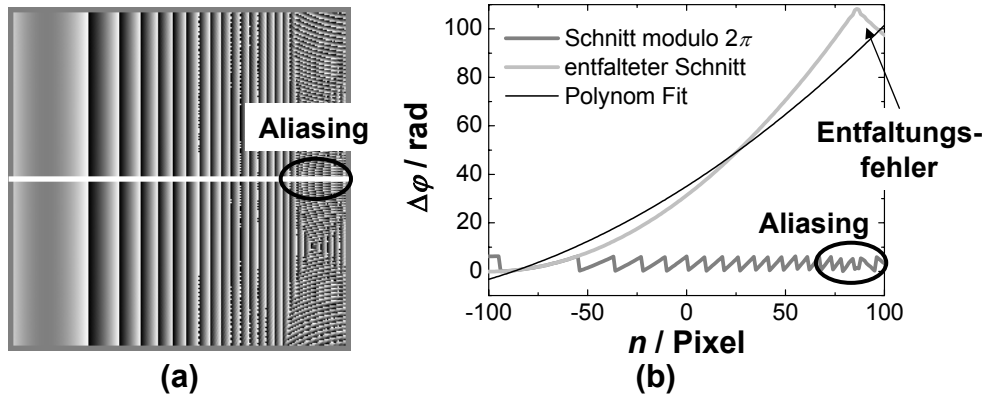 Aliasing
(a)
Δφ / rad
100
80
60
40
20
0
Schnitt modulo 2π
entfalteter Schnitt
Polynom Fit
Entfaltungs-
fehler
Aliasing
-100 -50 0 50 100
n / Pixel
(b)